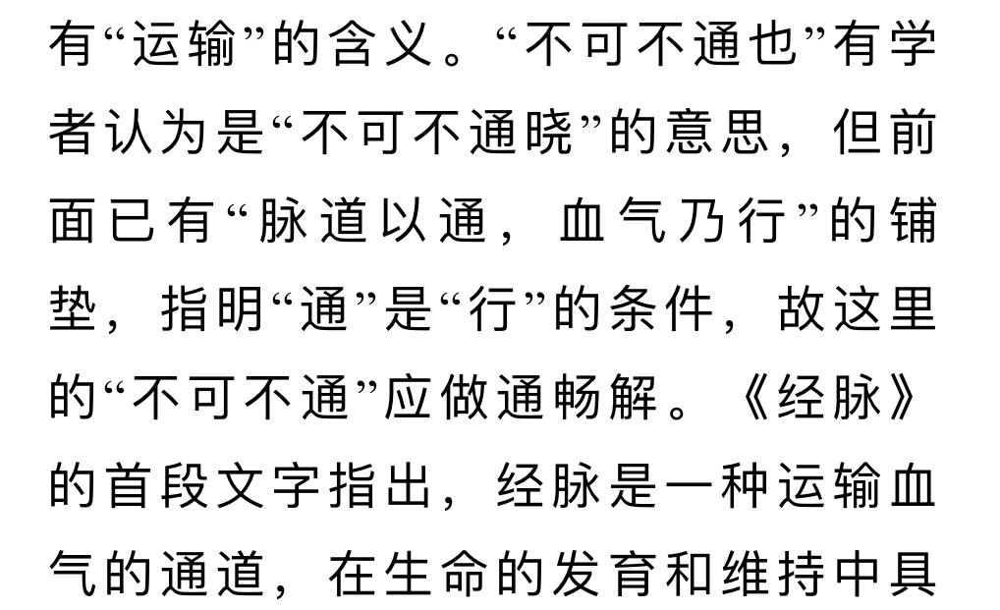 有“运输”的含义。“不可不通也”有学
者认为是“不可不通晓”的意思，但前
面已有“脉道以通，血气乃行”的铺
垫，指明“通”是“行”的条件，故这里
的“不可不通”应做通畅解。《经脉》
的首段文字指出，经脉是一种运输血
气的通道，在生命的发育和维持中具